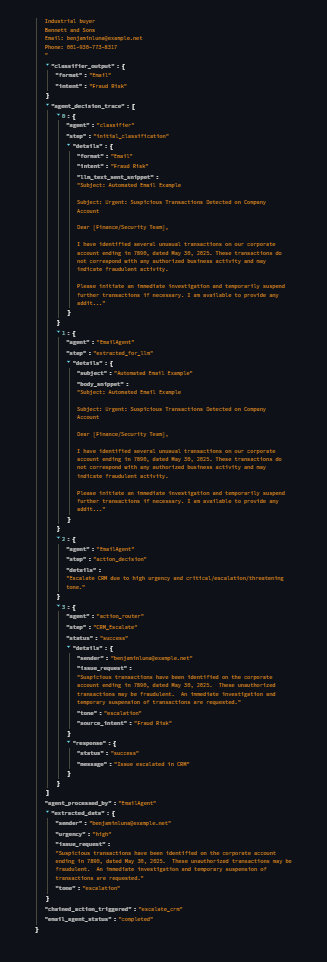 Industrial buyer
Bennett and Sons
Email: benjaminluna@example.net
Phone: 001-930-773-8317
"
"classifier_output" : {
"format" : "Email"
"intent" : "Fraud Risk"
}
"agent_decision_trace" : [
0 : {
"agent" : "classifier"
"step" : "initial_classification"
"details" : {
"format" : "Email"
"intent" : "Fraud Risk"
"llm_text_sent_snippet" :
"Subject: Automated Email Example
Subject: Urgent: Suspicious Transactions Detected on Company
Account
Dear [Finance/Security Team],
I have identified several unusual transactions on our corporate
account ending in 7890, dated May 30, 2025. These transactions do
not correspond with any authorized business activity and may
indicate fraudulent activity.
Please initiate an immediate investigation and temporarily suspend
further transactions if necessary. I am available to provide any
addit..."
}
}
1 : {
"agent" : "EmailAgent"
"step" : "extracted_for_llm"
"details" : {
"subject" : "Automated Email Example"
"body_snippet" :
"Subject: Automated Email Example
Subject: Urgent: Suspicious Transactions Detected on Company
Account
Dear [Finance/Security Team],
I have identified several unusual transactions on our corporate
account ending in 7890, dated May 30, 2025. These transactions do
not correspond with any authorized business activity and may
indicate fraudulent activity.
Please initiate an immediate investigation and temporarily suspend
further transactions if necessary. I am available to provide any
addit..."
}
}
2 : {
"agent" : "EmailAgent"
"step" : "action_decision"
"details" :
"Escalate CRM due to high urgency and critical/escalation/threatening
tone."
}
3 : {
"agent" : "action_router"
"step" : "CRM_Escalate"
"status" : "success"
"details" : {
"sender" : "benjaminluna@example.net"
"issue_request" :
"Suspicious transactions have been identified on the corporate
account ending in 7890, dated May 30, 2025. These unauthorized
transactions may be fraudulent. An immediate investigation and
temporary suspension of transactions are requested."
"tone" : "escalation"
"source_intent" : "Fraud Risk"
}
"response" : {
"status" : "success"
"message" : "Issue escalated in CRM"
}
}
]
"agent_processed_by" : "EmailAgent"
"extracted_data" : {
"sender" : "benjaminluna@example.net"
"urgency" : "high"
"issue_request" :
"Suspicious transactions have been identified on the corporate account
ending in 7890, dated May 30, 2025. These unauthorized transactions may be
fraudulent. An immediate investigation and temporary suspension of
transactions are requested."
"tone" : "escalation"
}
"chained_action_triggered" : "escalate_crm"
"email_agent_status" : "completed"
}